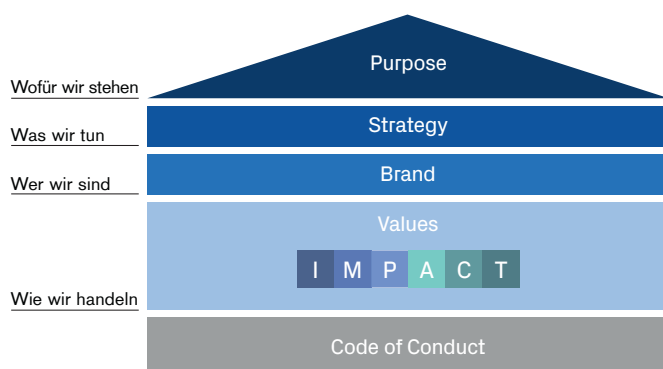 Purpose
Wofür wir stehen
Strategy
Was wir tun
Brand
Wer wir sind
Values
I M P A C T
Wie wir handeln
Code of Conduct